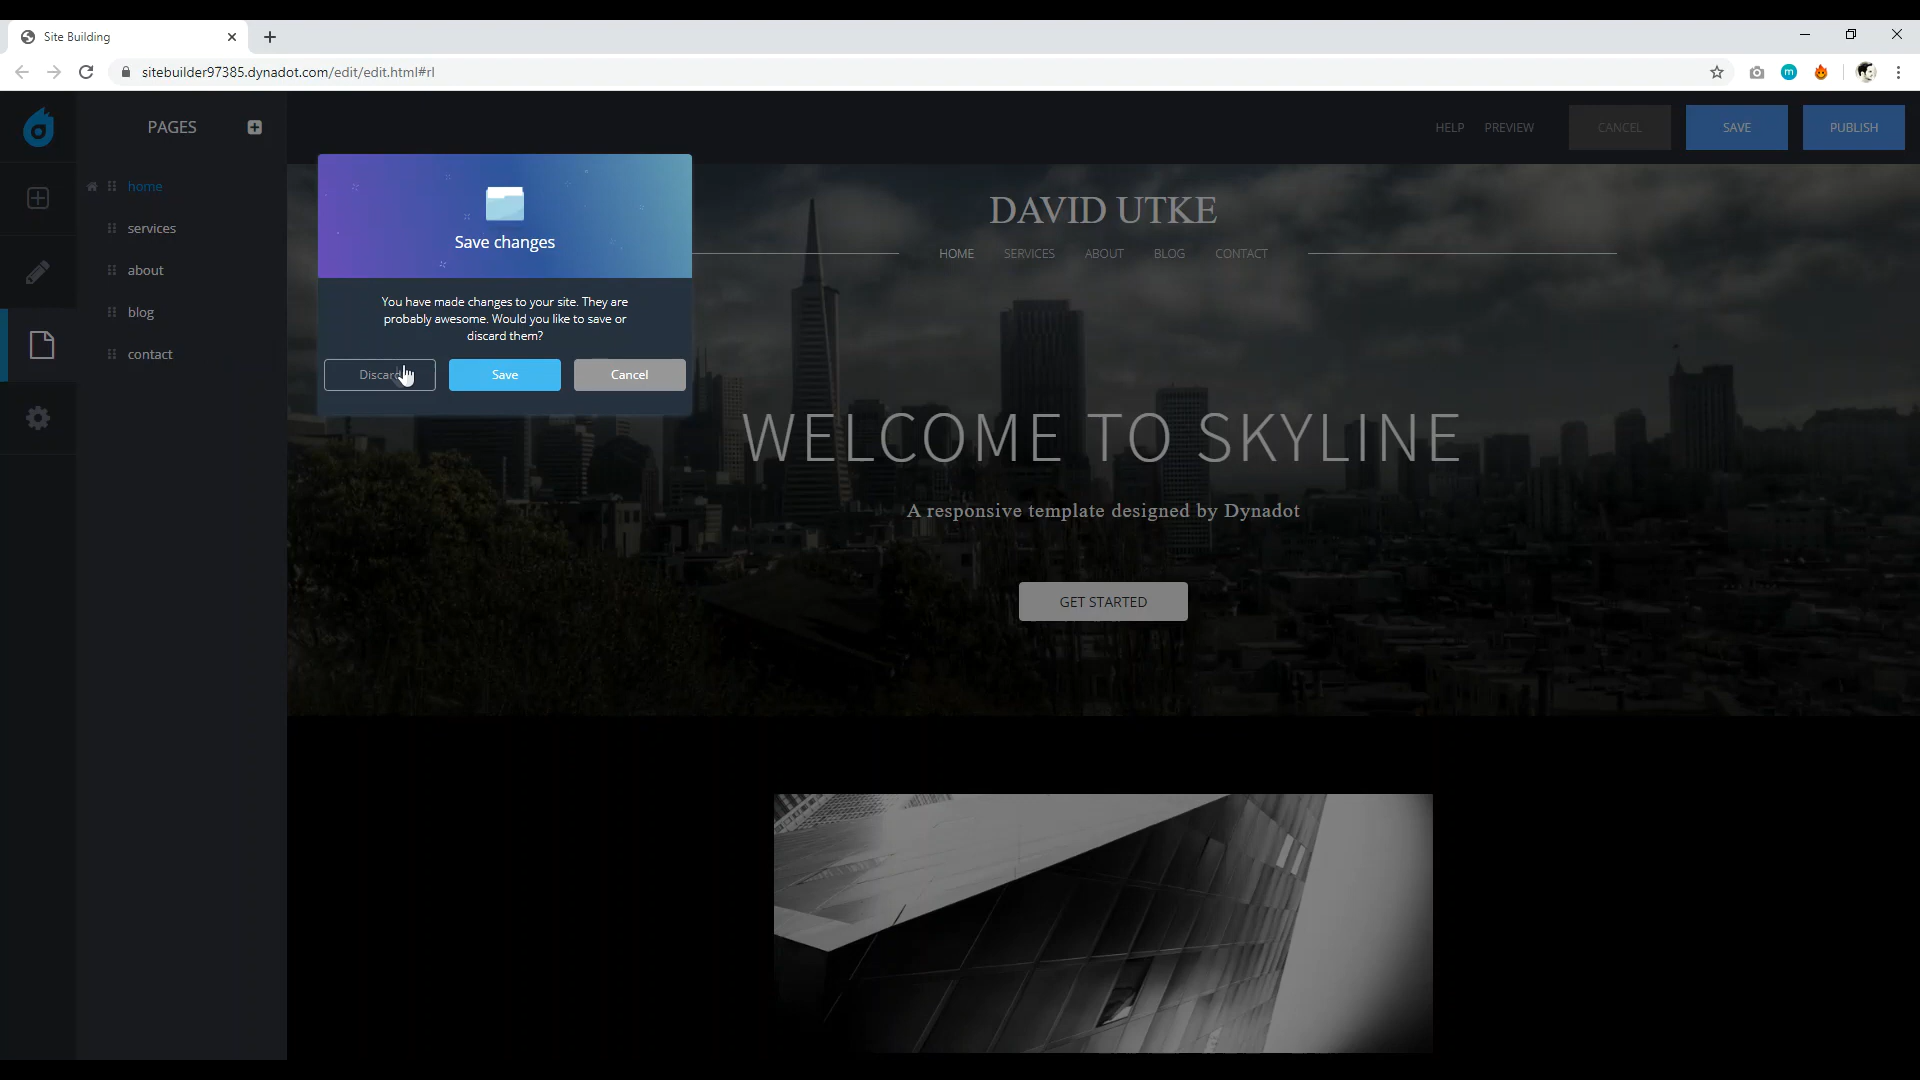 Site Building
sitebuilder97385.dynadot.com/edit/edit.html#rl
m
PAGES
HELP
PREVIEW
CANCEL
SAVE
PUBLISH
home
services
about
blog
contact
Save changes
You have made changes to your site. They are
probably awesome. Would you like to save or
discard them?
Discard
Save
Cancel
DAVID UTKE
HOME
SERVICES
ABOUT
BLOG
CONTACT
WELCOME TO SKYLINE
A responsive template designed by Dynadot
GET STARTED